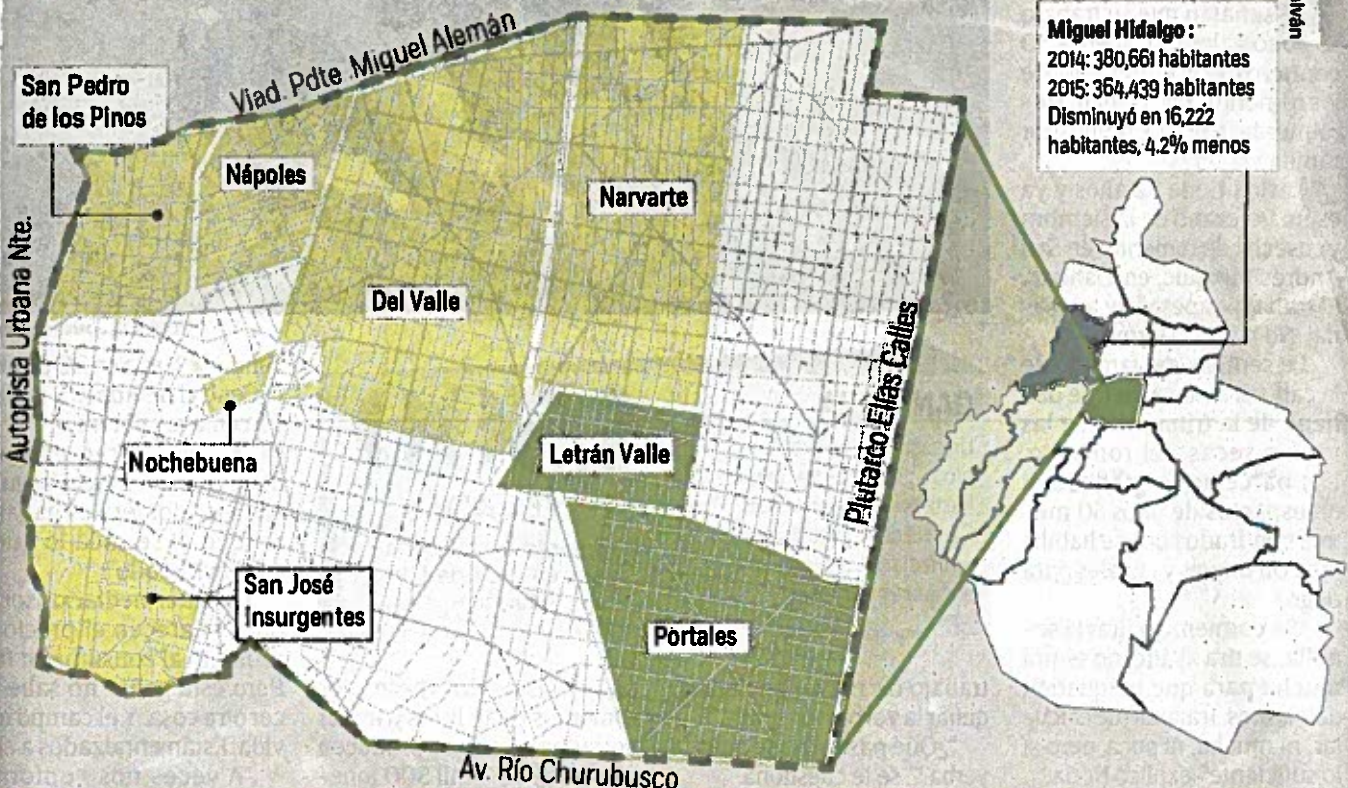 Miguel Hidalgo :
2014: 380,661 habitantes
2015: 364,439 habitantes
Disminuyó en 16,222
habitantes, 4.2% menos
San Pedro
de los Pinos
Viad. Pdte Miguel Alemán
Nápoles
Narvarte
Autopista Urbana Nte.
Del Valle
Plutarco Elías Calles
Nochebuena
Letrán Valle
San José
Insurgentes
Portales
Av. Río Churubusco